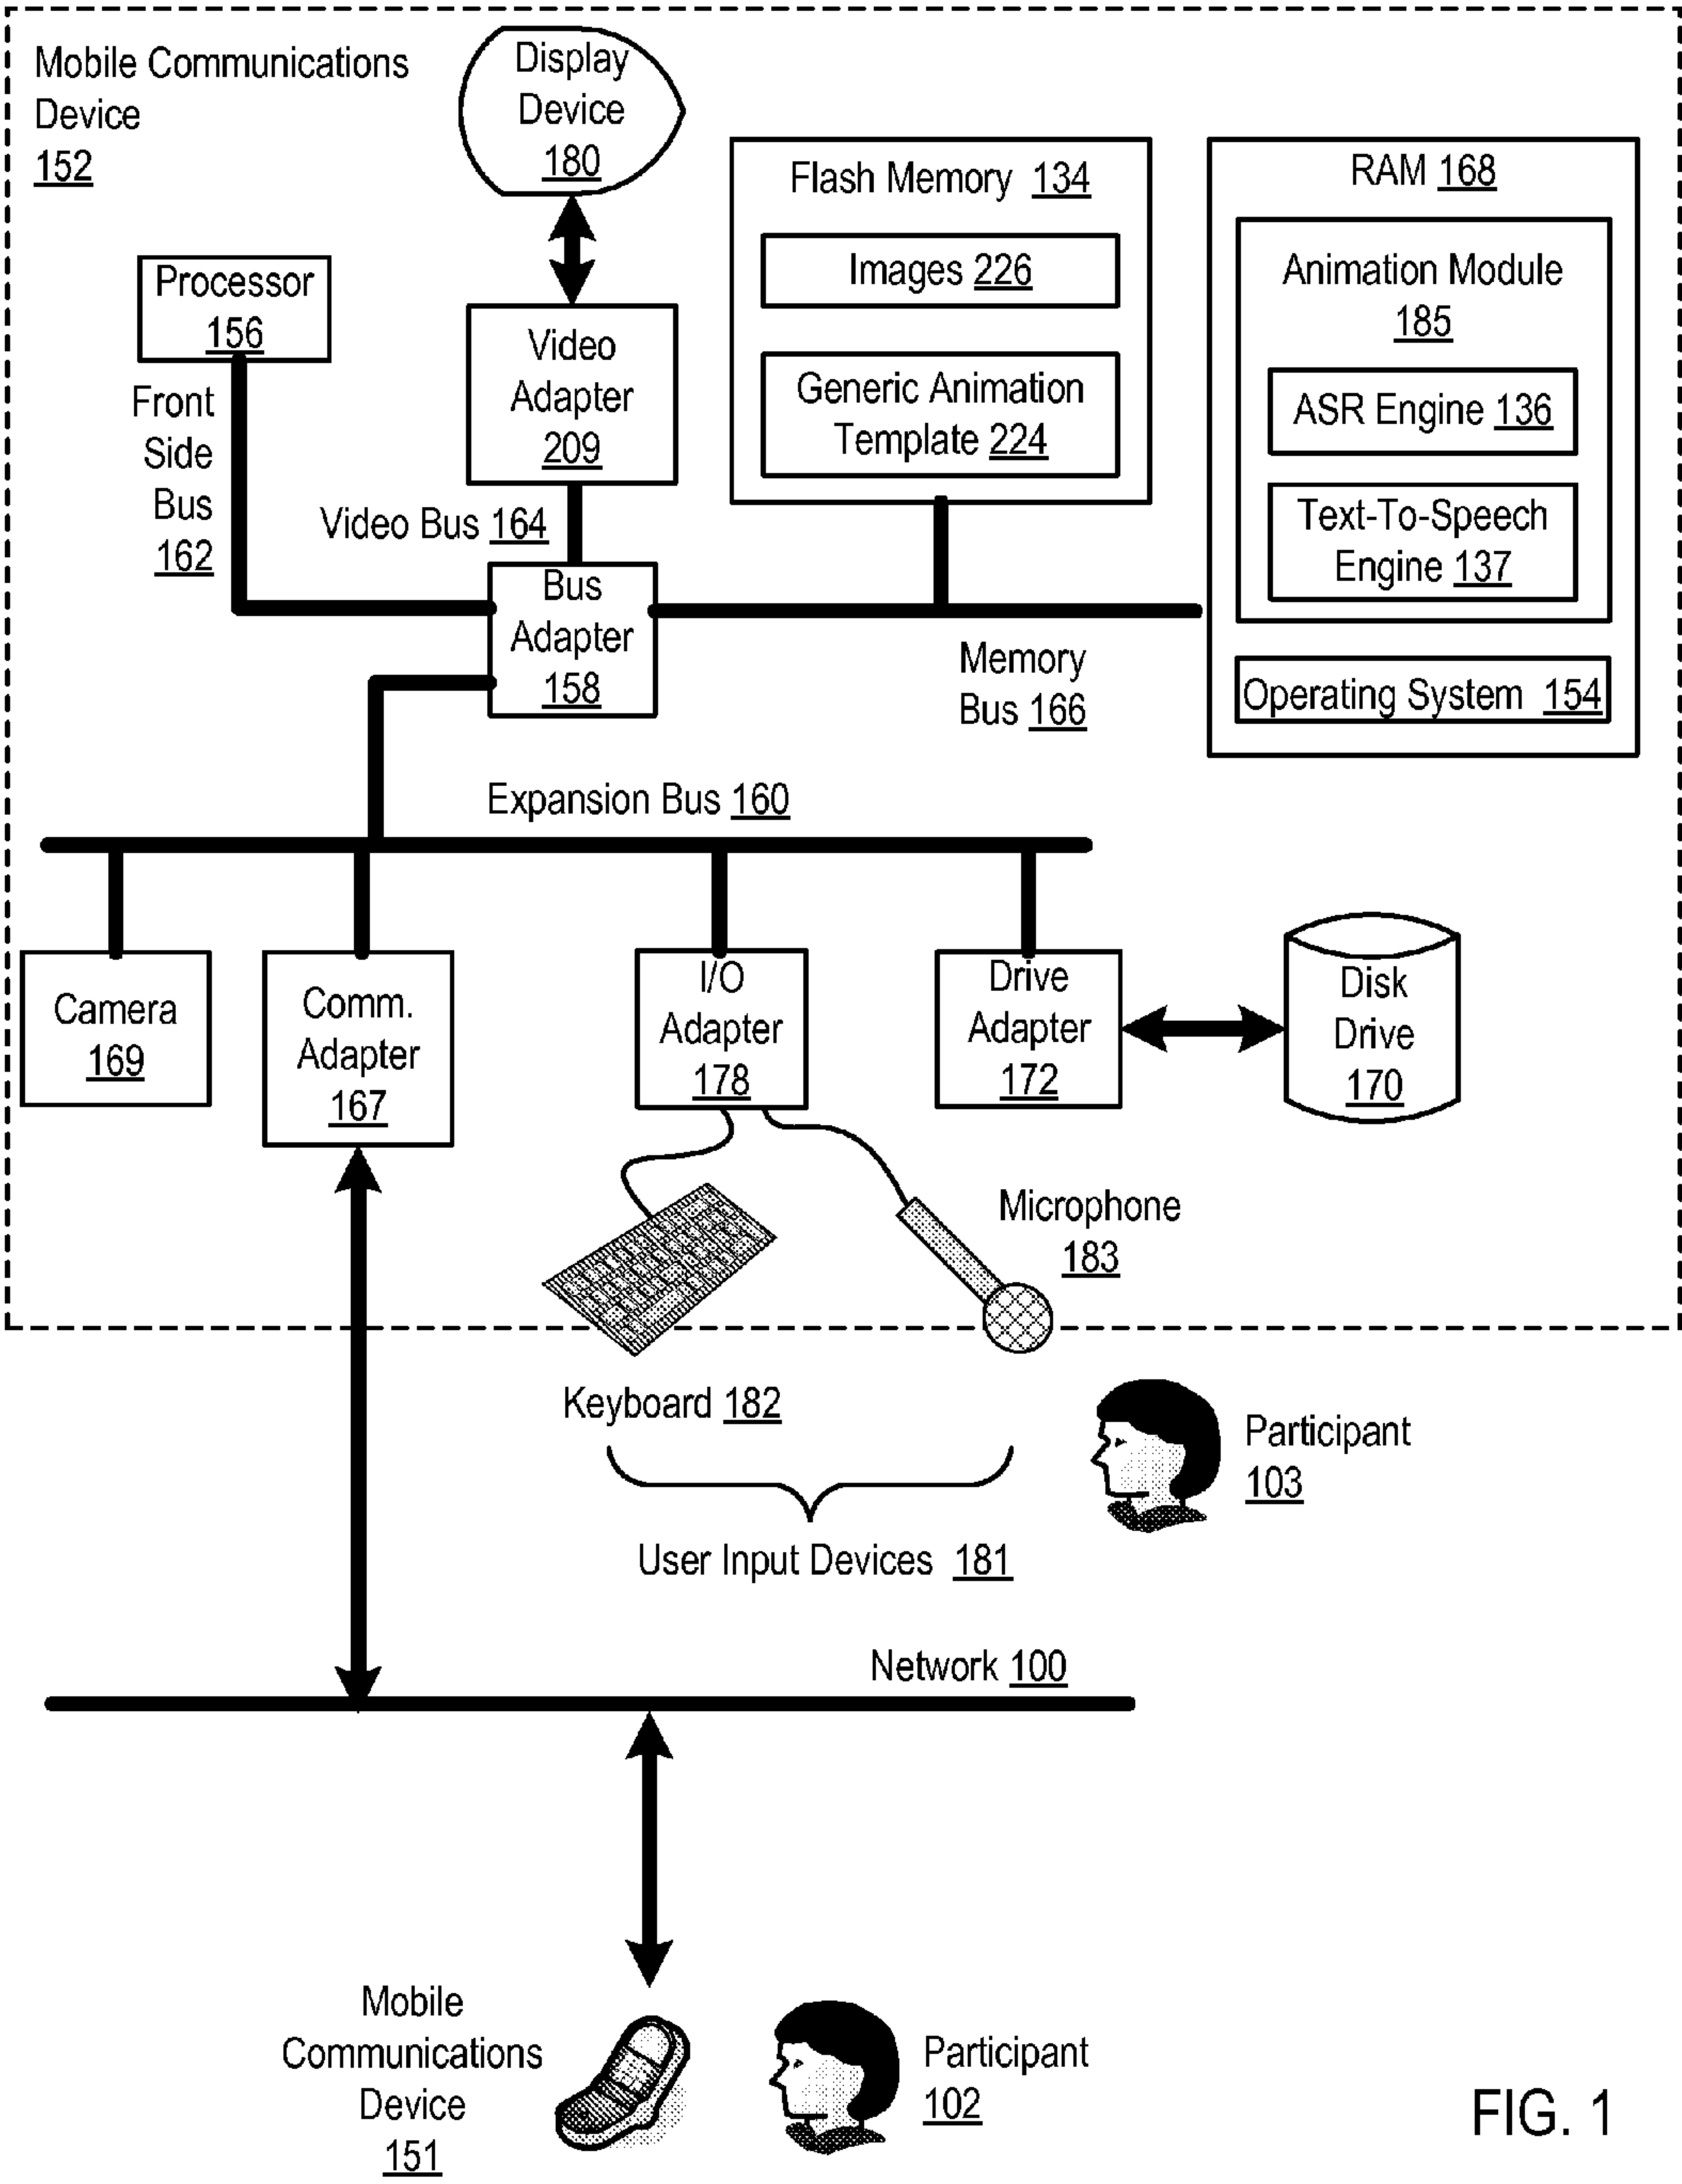 Mobile Communications
Device
152
Display
Device
180
Flash Memory 134
Images 226
Generic Animation
Template 224
RAM 168
Animation Module
185
ASR Engine 136
Text-To-Speech
Engine 137
Operating System 154
Processor
156
Front
Side
Bus
162
Video
Adapter
209
Video Bus 164
Bus
Adapter
158
Memory
Bus 166
Expansion Bus 160
Camera
169
Comm.
Adapter
167
I/O
Adapter
178
Drive
Adapter
172
Disk
Drive
170
Microphone
183
Keyboard 182
User Input Devices 181
Participant
103
Network 100
Mobile
Communications
Device
151
Participant
102
FIG. 1